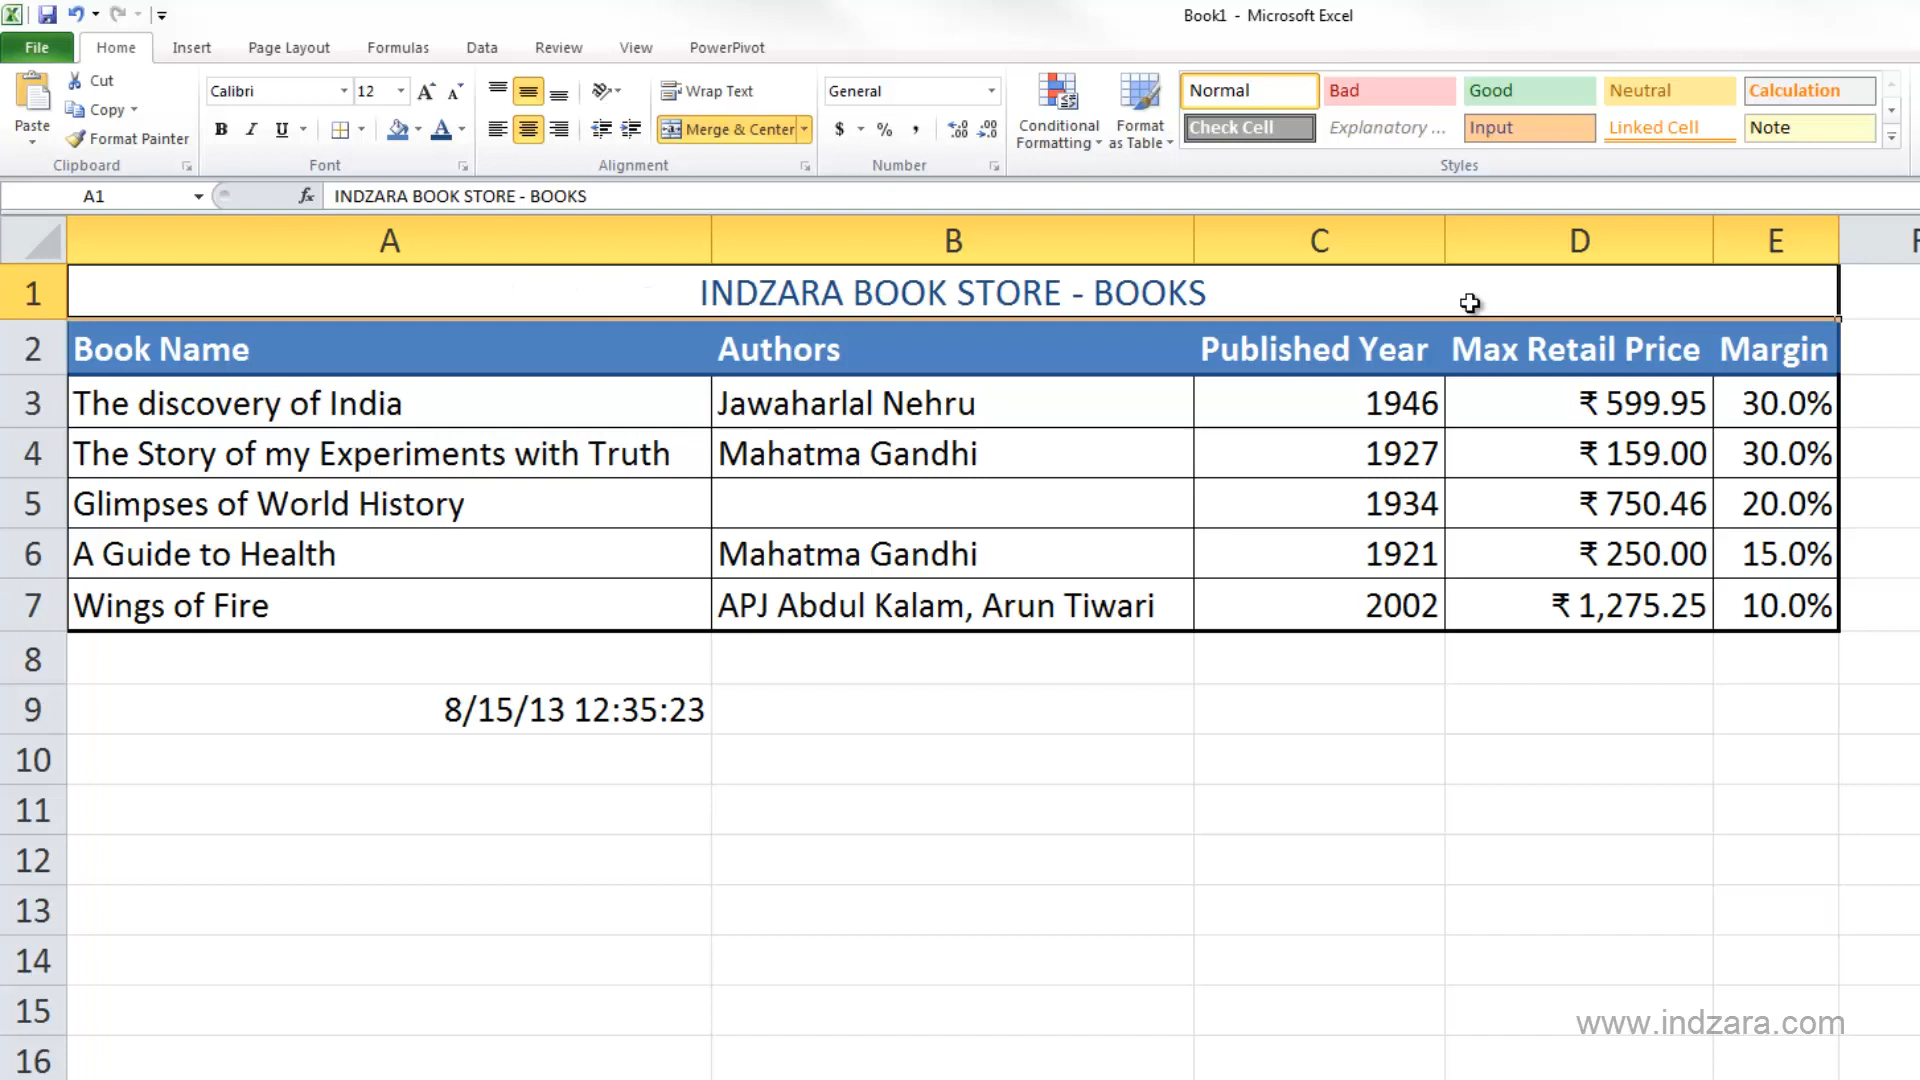 Book1 - Microsoft Excel
File Home Insert Page Layout Formulas Data Review View PowerPivot
Paste
Cut
Copy
Format Painter
Clipboard
Calibri 12
B I U
Font
Wrap Text
Merge & Center
Alignment
General
$ % ,
Number
Conditional Formatting
Format as Table
Normal Bad Good Neutral Calculation
Check Cell Explanatory ... Input Linked Cell Note
Styles
A1 fx INDZARA BOOK STORE - BOOKS
A B C D E F
1 INDZARA BOOK STORE - BOOKS
2 Book Name Authors Published Year Max Retail Price Margin
3 The discovery of India Jawaharlal Nehru 1946 ₹ 599.95 30.0%
4 The Story of my Experiments with Truth Mahatma Gandhi 1927 ₹ 159.00 30.0%
5 Glimpses of World History 1934 ₹ 750.46 20.0%
6 A Guide to Health Mahatma Gandhi 1921 ₹ 250.00 15.0%
7 Wings of Fire APJ Abdul Kalam, Arun Tiwari 2002 ₹ 1,275.25 10.0%
8
9 8/15/13 12:35:23
10
11
12
13
14
15
www.indzara.com
16